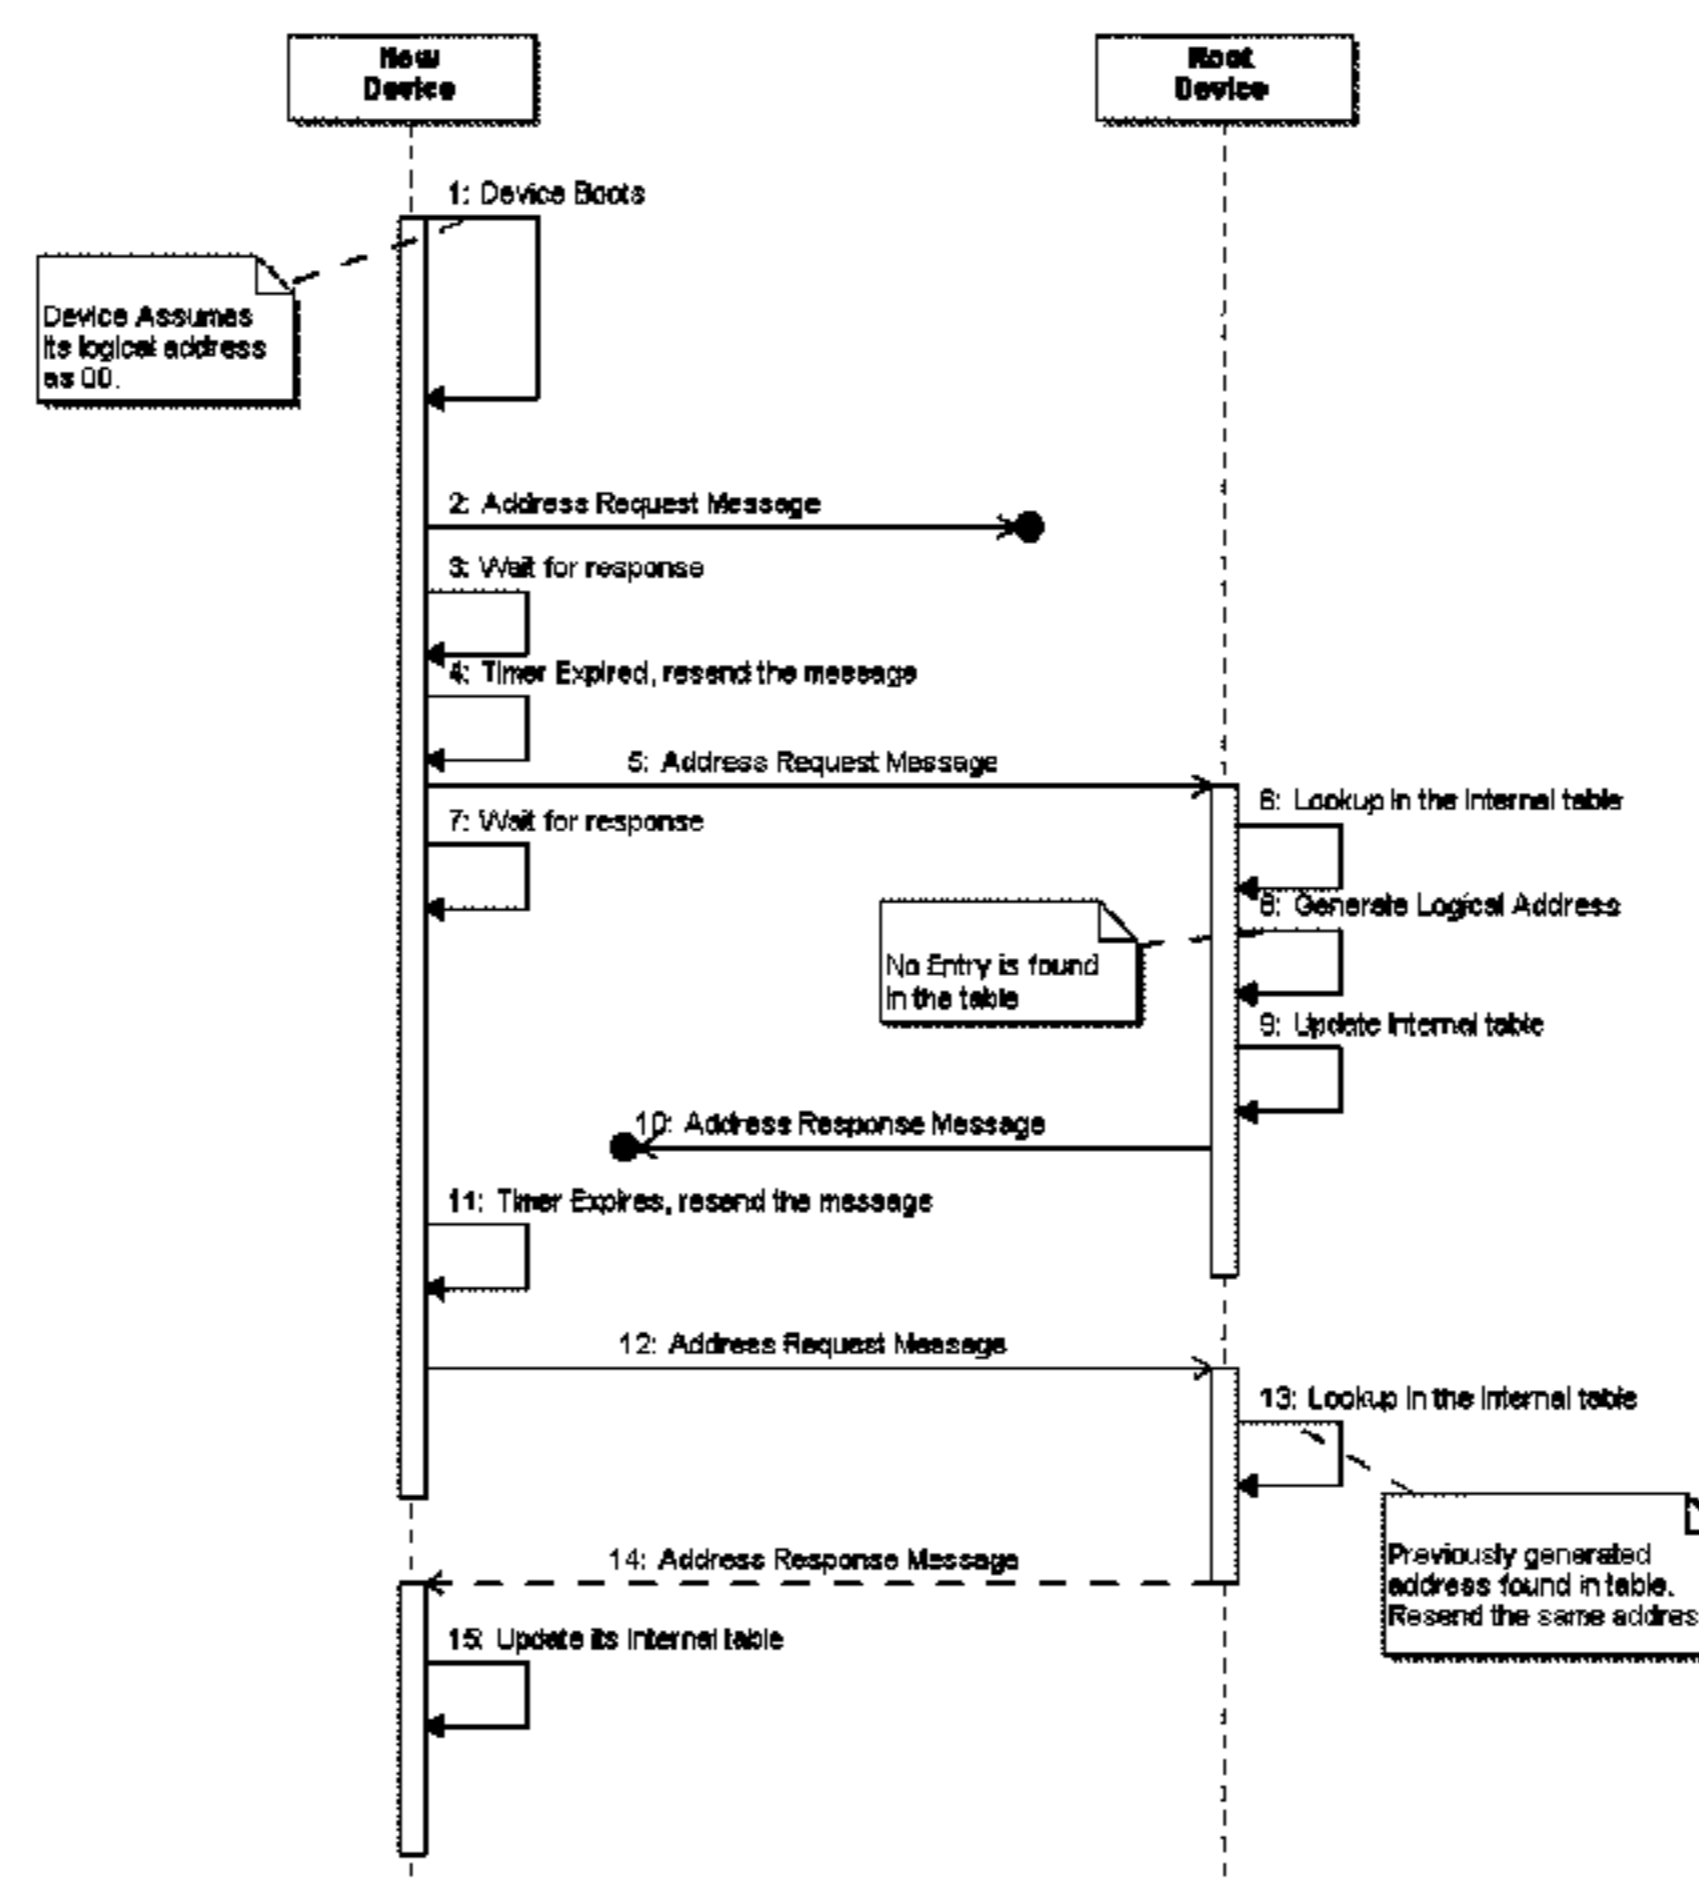 New
Device
Root
Device
1: Device Boots
Device Assumes
its logical address
as 00.
2: Address Request Message
3: Wait for response
4: Timer Expired, resend the message
5: Address Request Message
6: Lookup in the internal table
7: Wait for response
8: Generate Logical Address
No Entry is found
in the table
9: Update Internal table
10: Address Response Message
11: Timer Expires, resend the message
12: Address Request Message
13: Lookup in the internal table
Previously generated
address found in table.
Resend the same addres
14: Address Response Message
15: Update its internal table